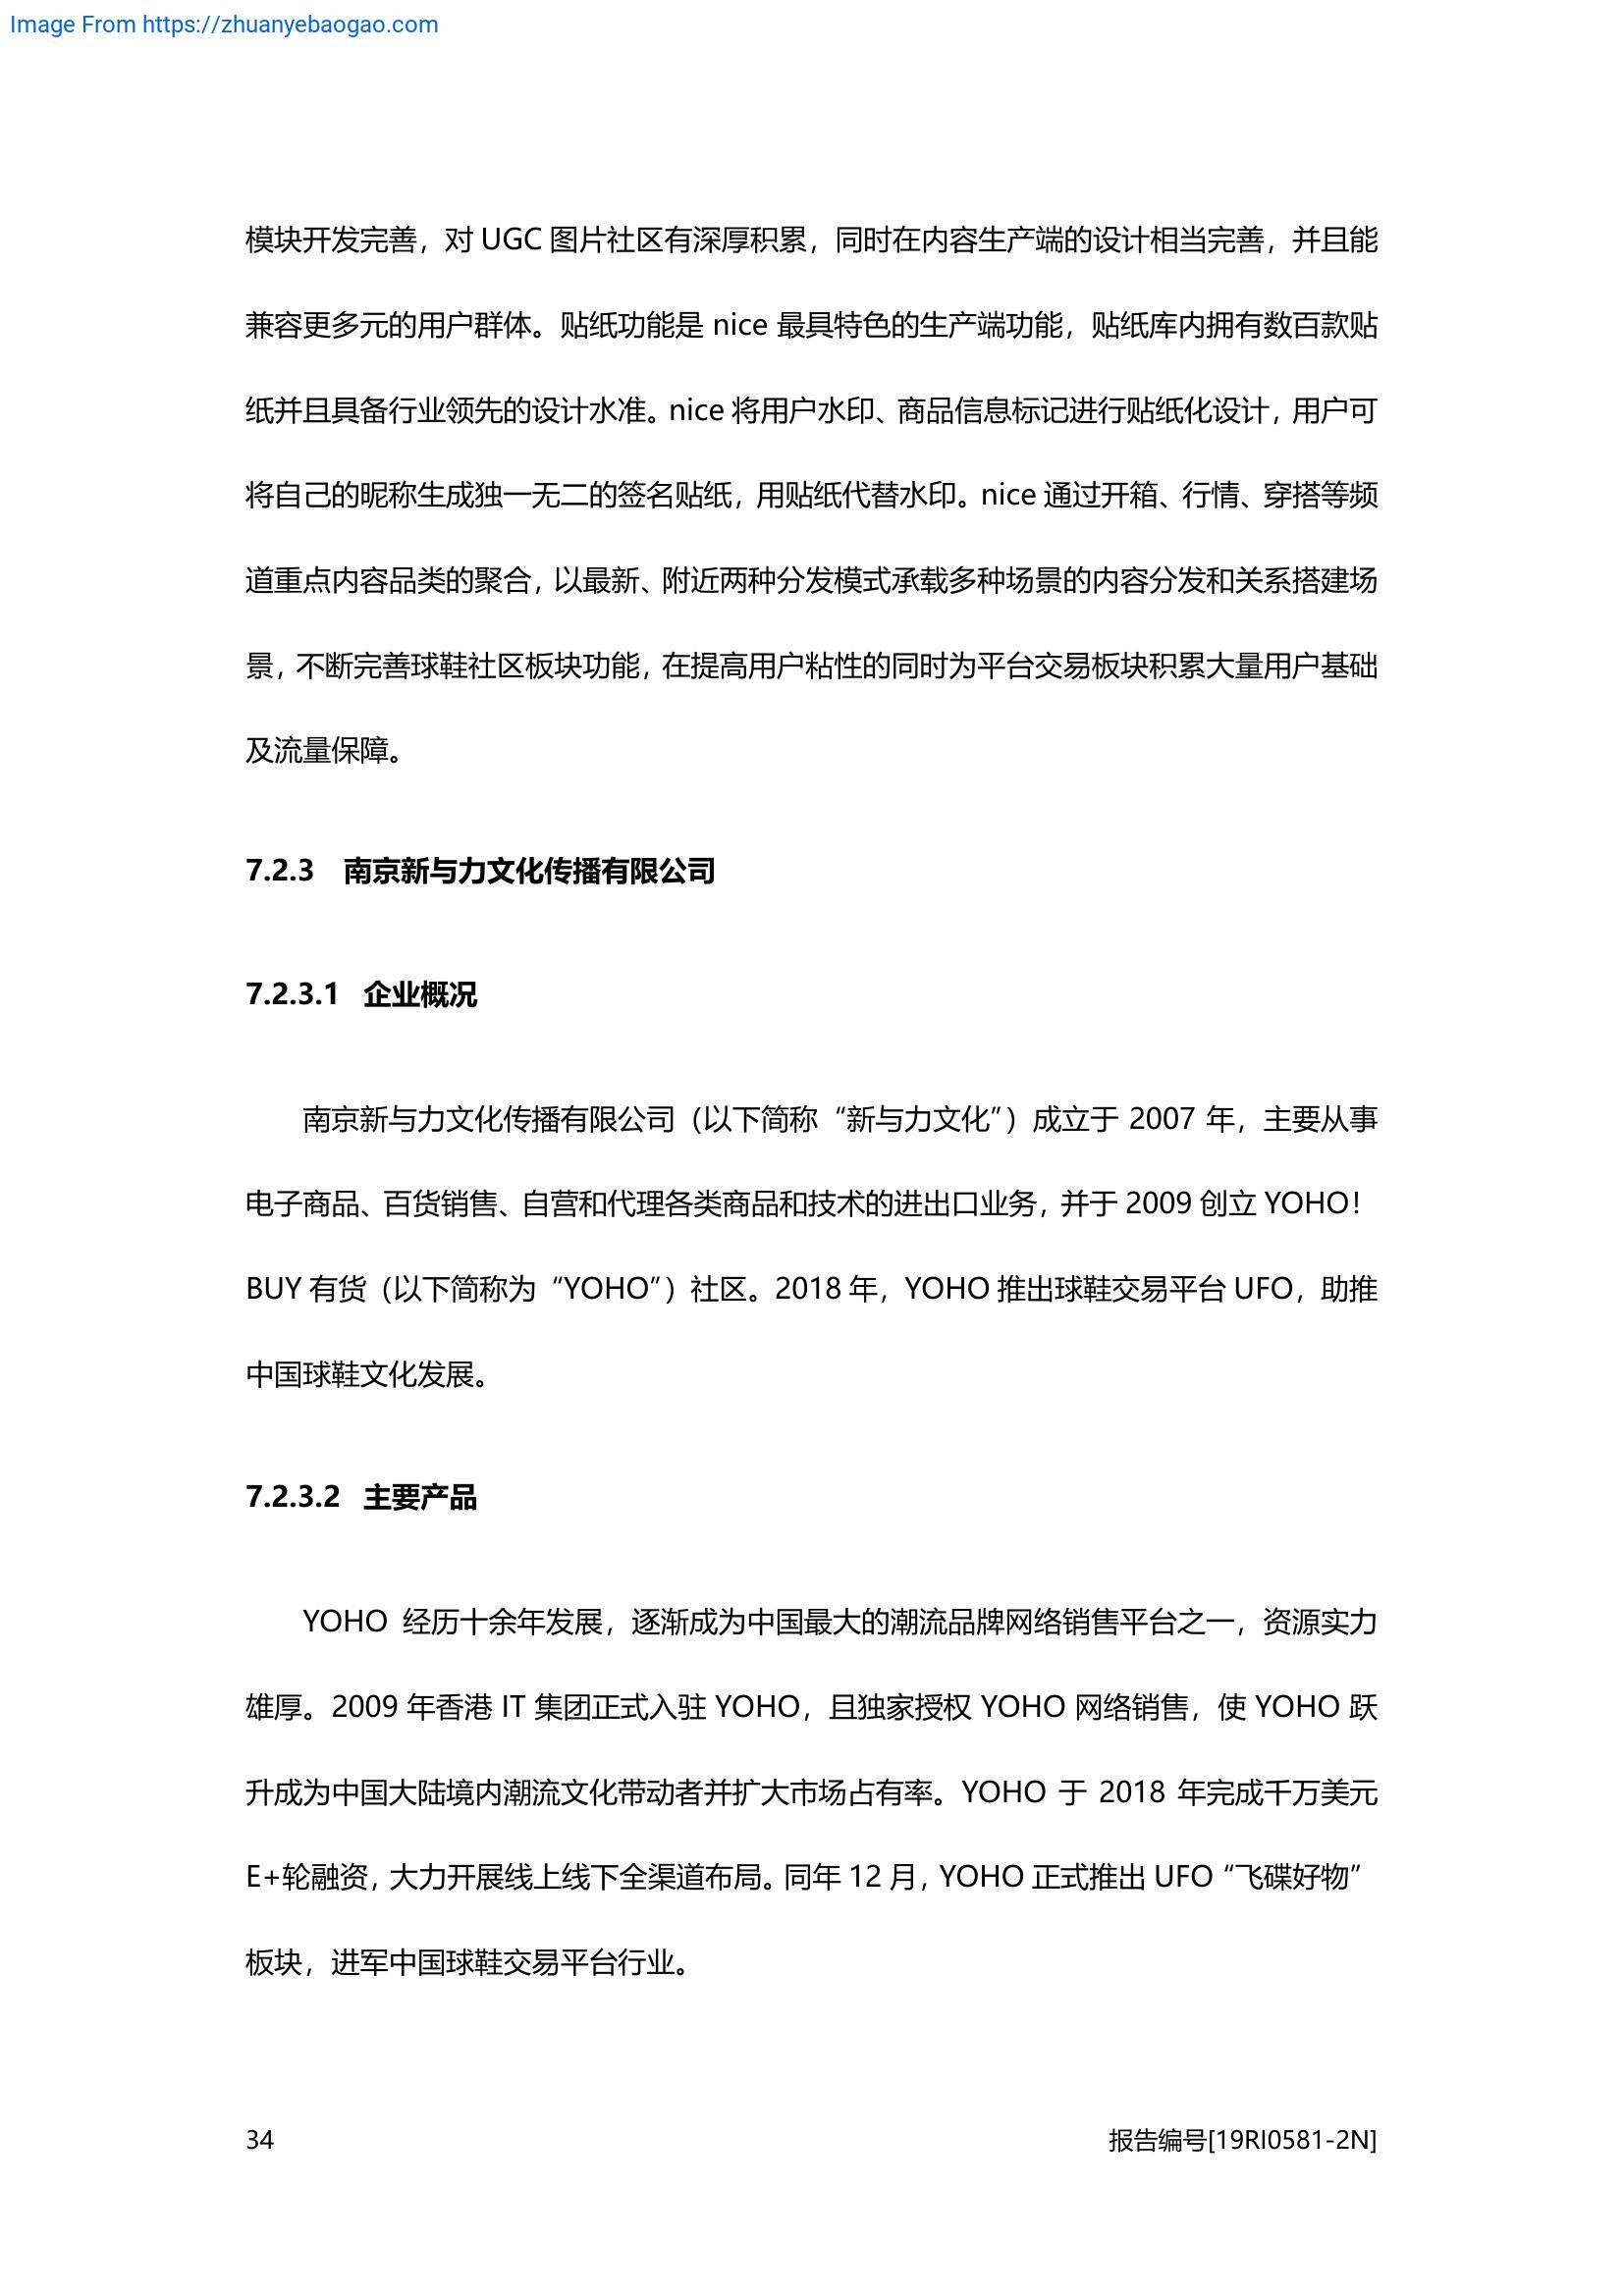 Image From https://zhuanyebaogao.com
模块开发完善，对 UGC 图片社区有深厚积累，同时在内容生产端的设计相当完善，并且能
兼容更多元的用户群体。贴纸功能是 nice 最具特色的生产端功能，贴纸库内拥有数百款贴
纸并且具备行业领先的设计水准。nice 将用户水印、商品信息标记进行贴纸化设计，用户可
将自己的昵称生成独一无二的签名贴纸，用贴纸代替水印。nice 通过开箱、行情、穿搭等频
道重点内容品类的聚合，以最新、附近两种分发模式承载多种场景的内容分发和关系搭建场
景，不断完善球鞋社区板块功能，在提高用户粘性的同时为平台交易板块积累大量用户基础
及流量保障。
7.2.3 南京新与力文化传播有限公司
7.2.3.1 企业概况
南京新与力文化传播有限公司（以下简称“新与力文化”）成立于 2007 年，主要从事
电子商品、百货销售、自营和代理各类商品和技术的进出口业务，并于 2009 创立 YOHO！
BUY 有货（以下简称为“YOHO”）社区。2018 年，YOHO 推出球鞋交易平台 UFO，助推
中国球鞋文化发展。
7.2.3.2 主要产品
YOHO 经历十余年发展，逐渐成为中国最大的潮流品牌网络销售平台之一，资源实力
雄厚。2009 年香港 IT 集团正式入驻 YOHO，且独家授权 YOHO 网络销售，使 YOHO 跃
升成为中国大陆境内潮流文化带动者并扩大市场占有率。YOHO 于 2018 年完成千万美元
E+轮融资，大力开展线上线下全渠道布局。同年 12 月，YOHO 正式推出 UFO“飞碟好物”
板块，进军中国球鞋交易平台行业。
34 报告编号[19RI0581-2N]